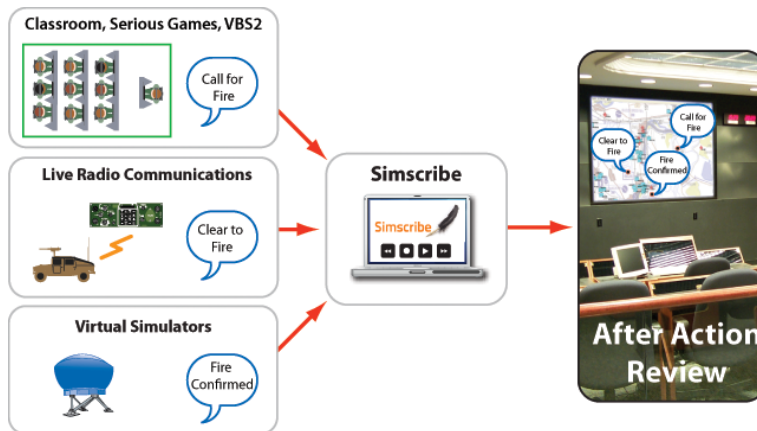 Classroom, Serious Games, VBS2
Call for
Fire
Live Radio Communications
Clear to
Fire
Virtual Simulators
Fire
Confirmed
Simscribe
Simscribe
Call for
Fire
Clear to
Fire
Fire
Confirmed
After Action
Review